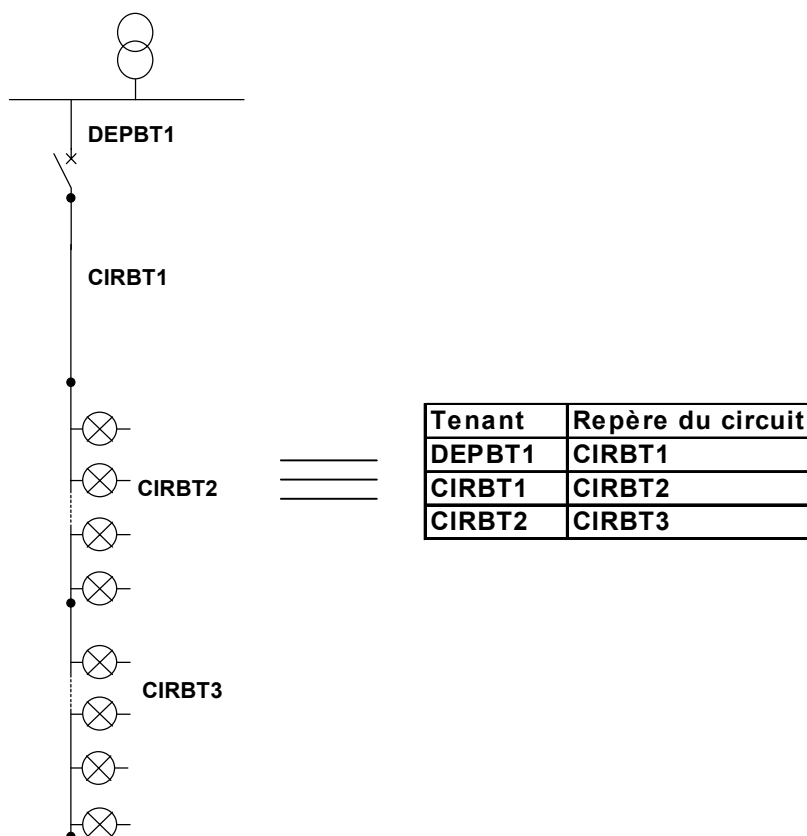 DEPBT1
CIRBT1
CIRBT2
CIRBT3
Tenant Repère du circuit
DEPBT1 CIRBT1
CIRBT1 CIRBT2
CIRBT2 CIRBT3